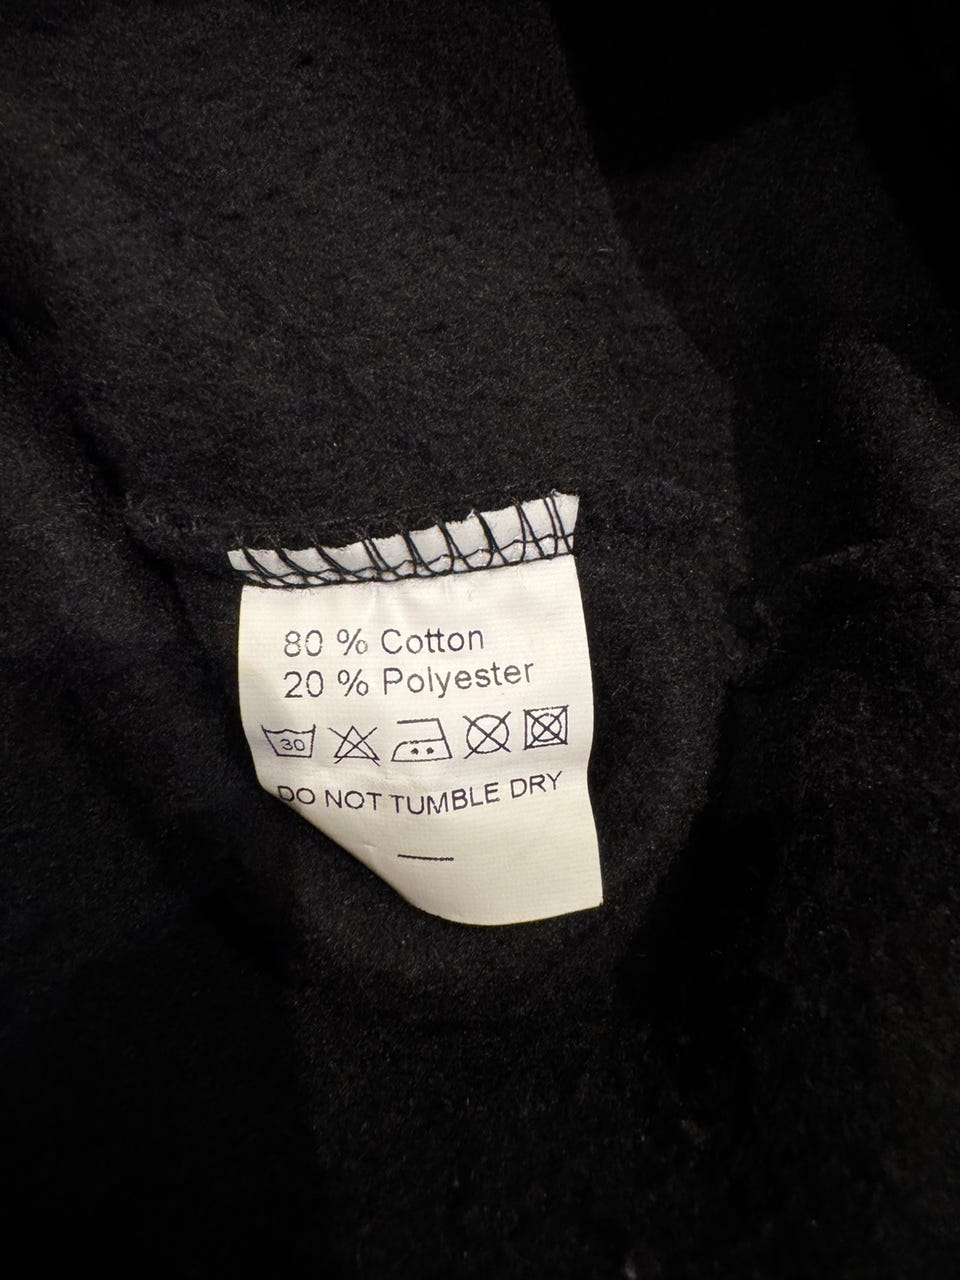 80 % Cotton
20 % Polyester
30
DO NOT TUMBLE DRY